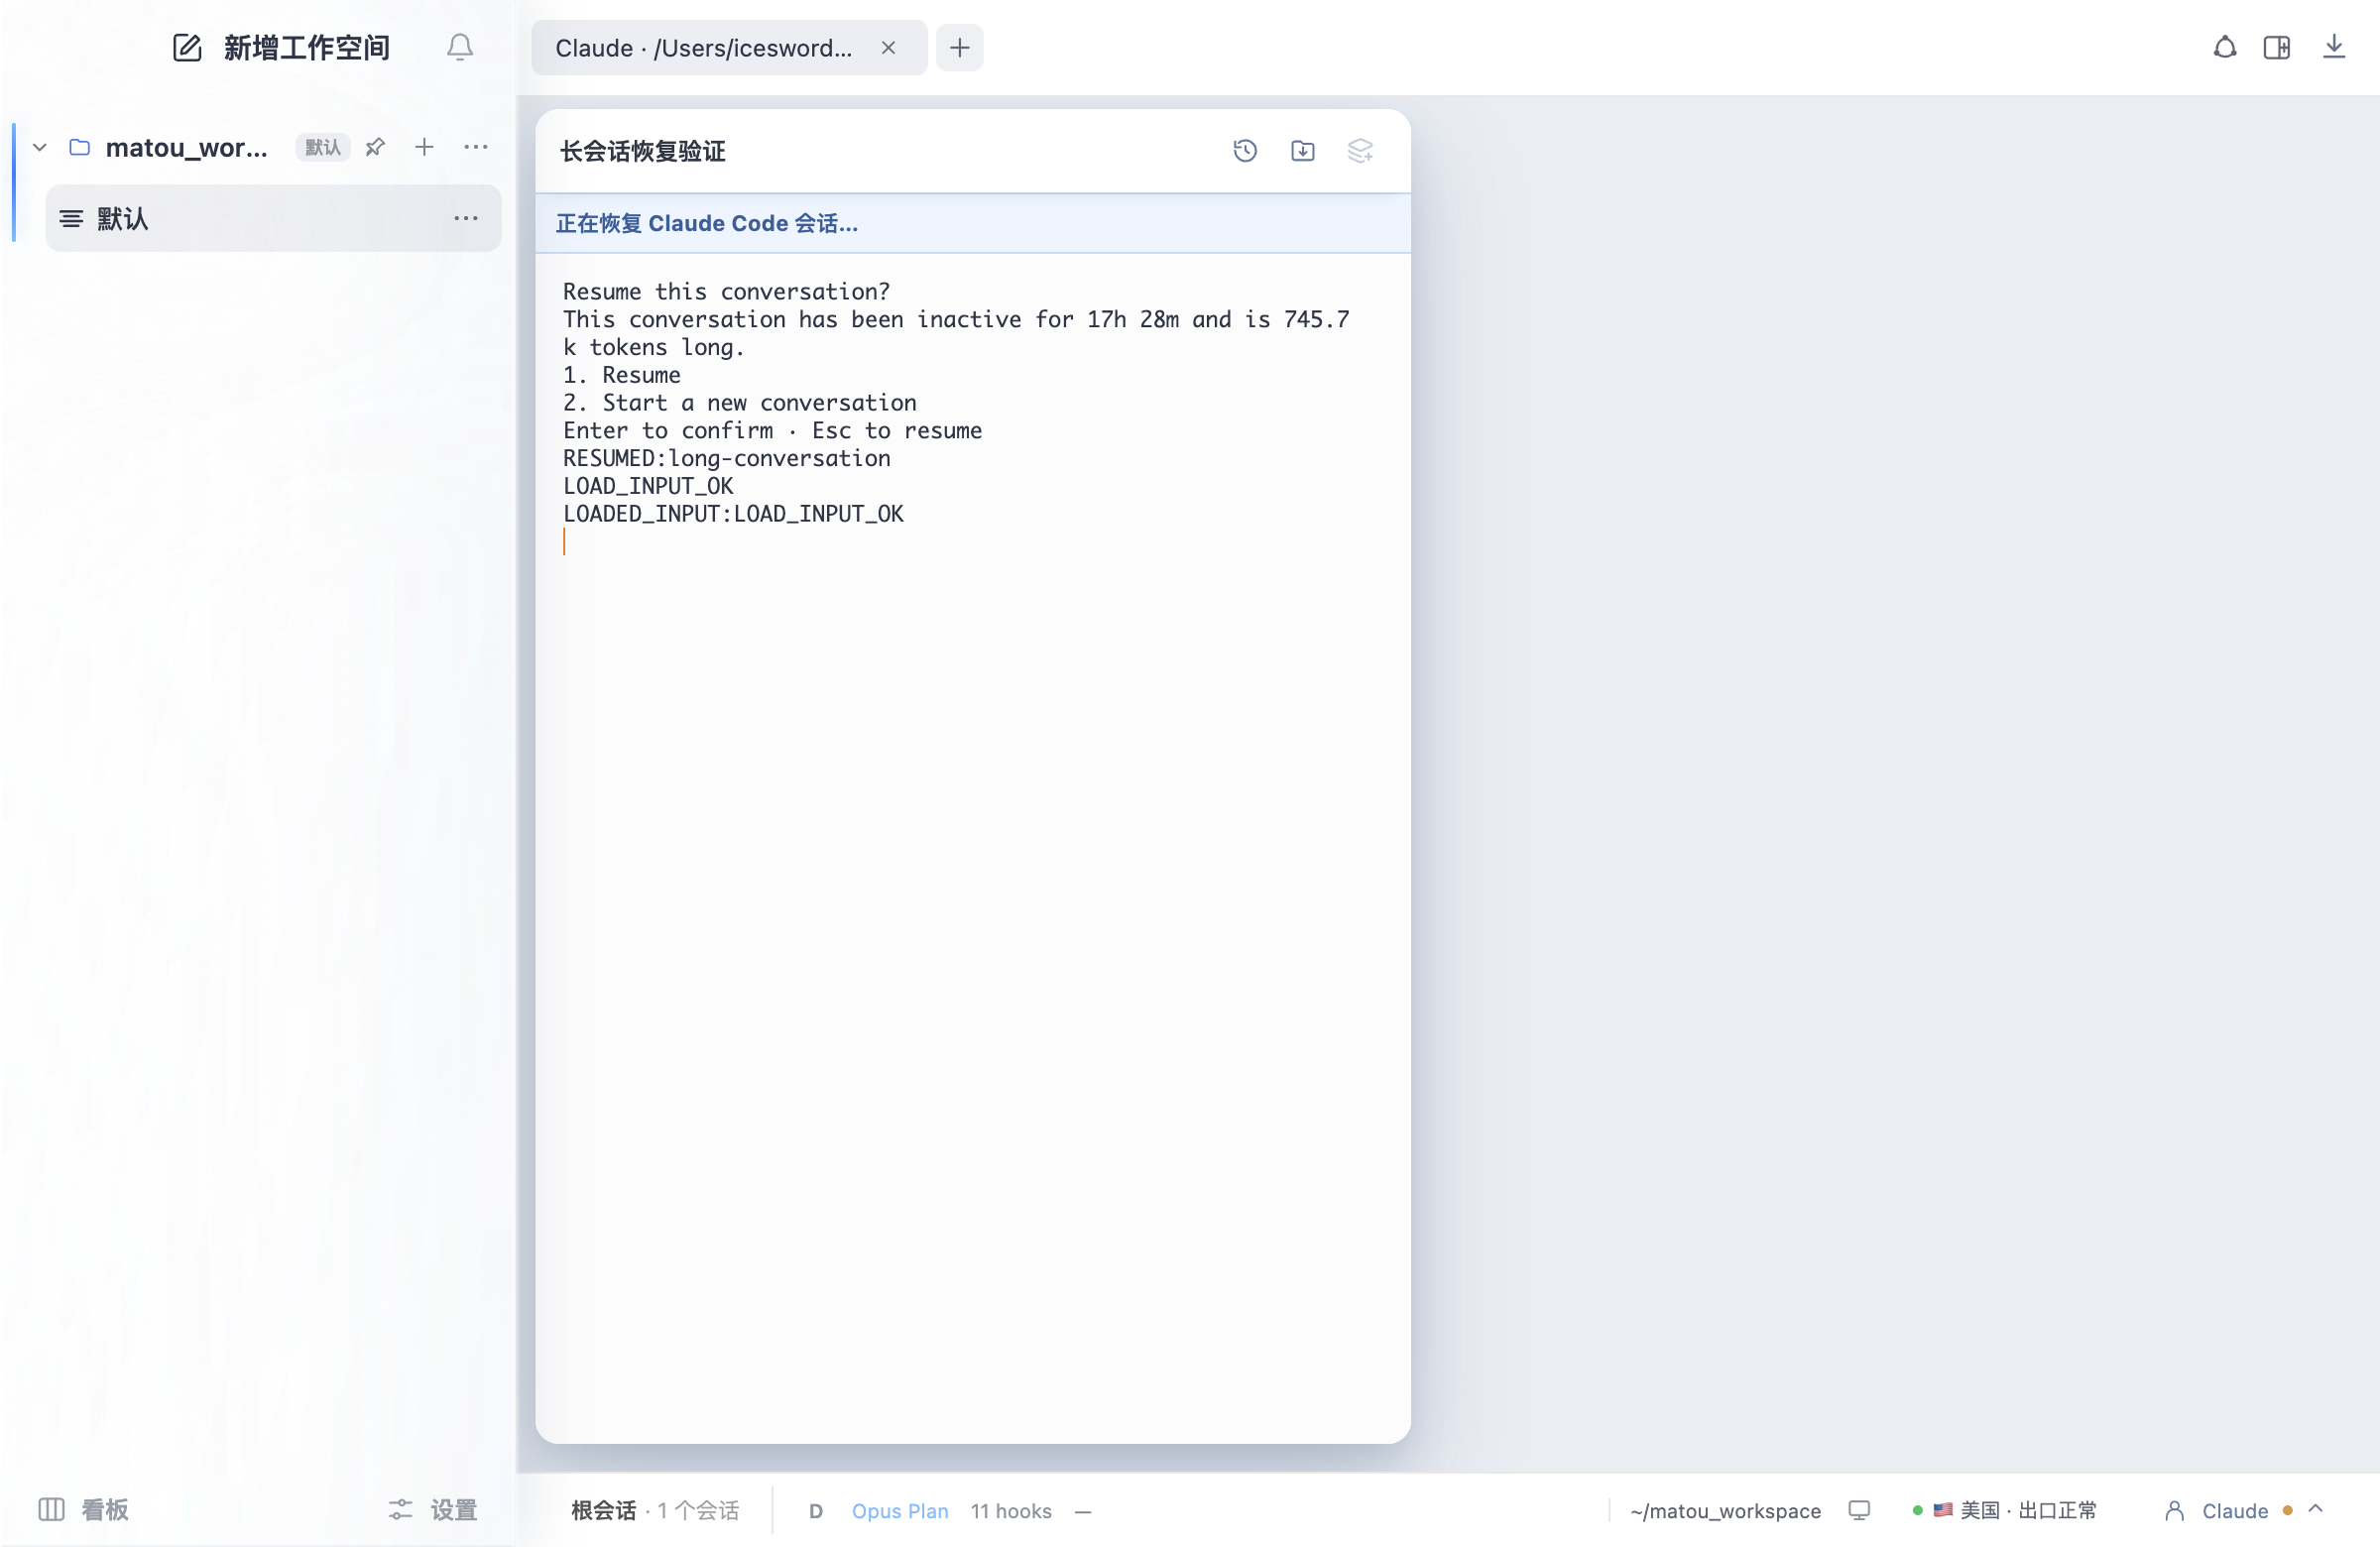 新增工作空间
Claude · /Users/icesword...
matou_wor...
默认
默认
长会话恢复验证
正在恢复 Claude Code 会话...
Resume this conversation?
This conversation has been inactive for 17h 28m and is 745.7
k tokens long.
1. Resume
2. Start a new conversation
Enter to confirm · Esc to resume
RESUMED:long-conversation
LOAD_INPUT_OK
LOADED_INPUT:LOAD_INPUT_OK
看板
设置
根会话 · 1 个会话
D Opus Plan 11 hooks —
~/matou_workspace
🇺🇸 美国 · 出口正常
Claude